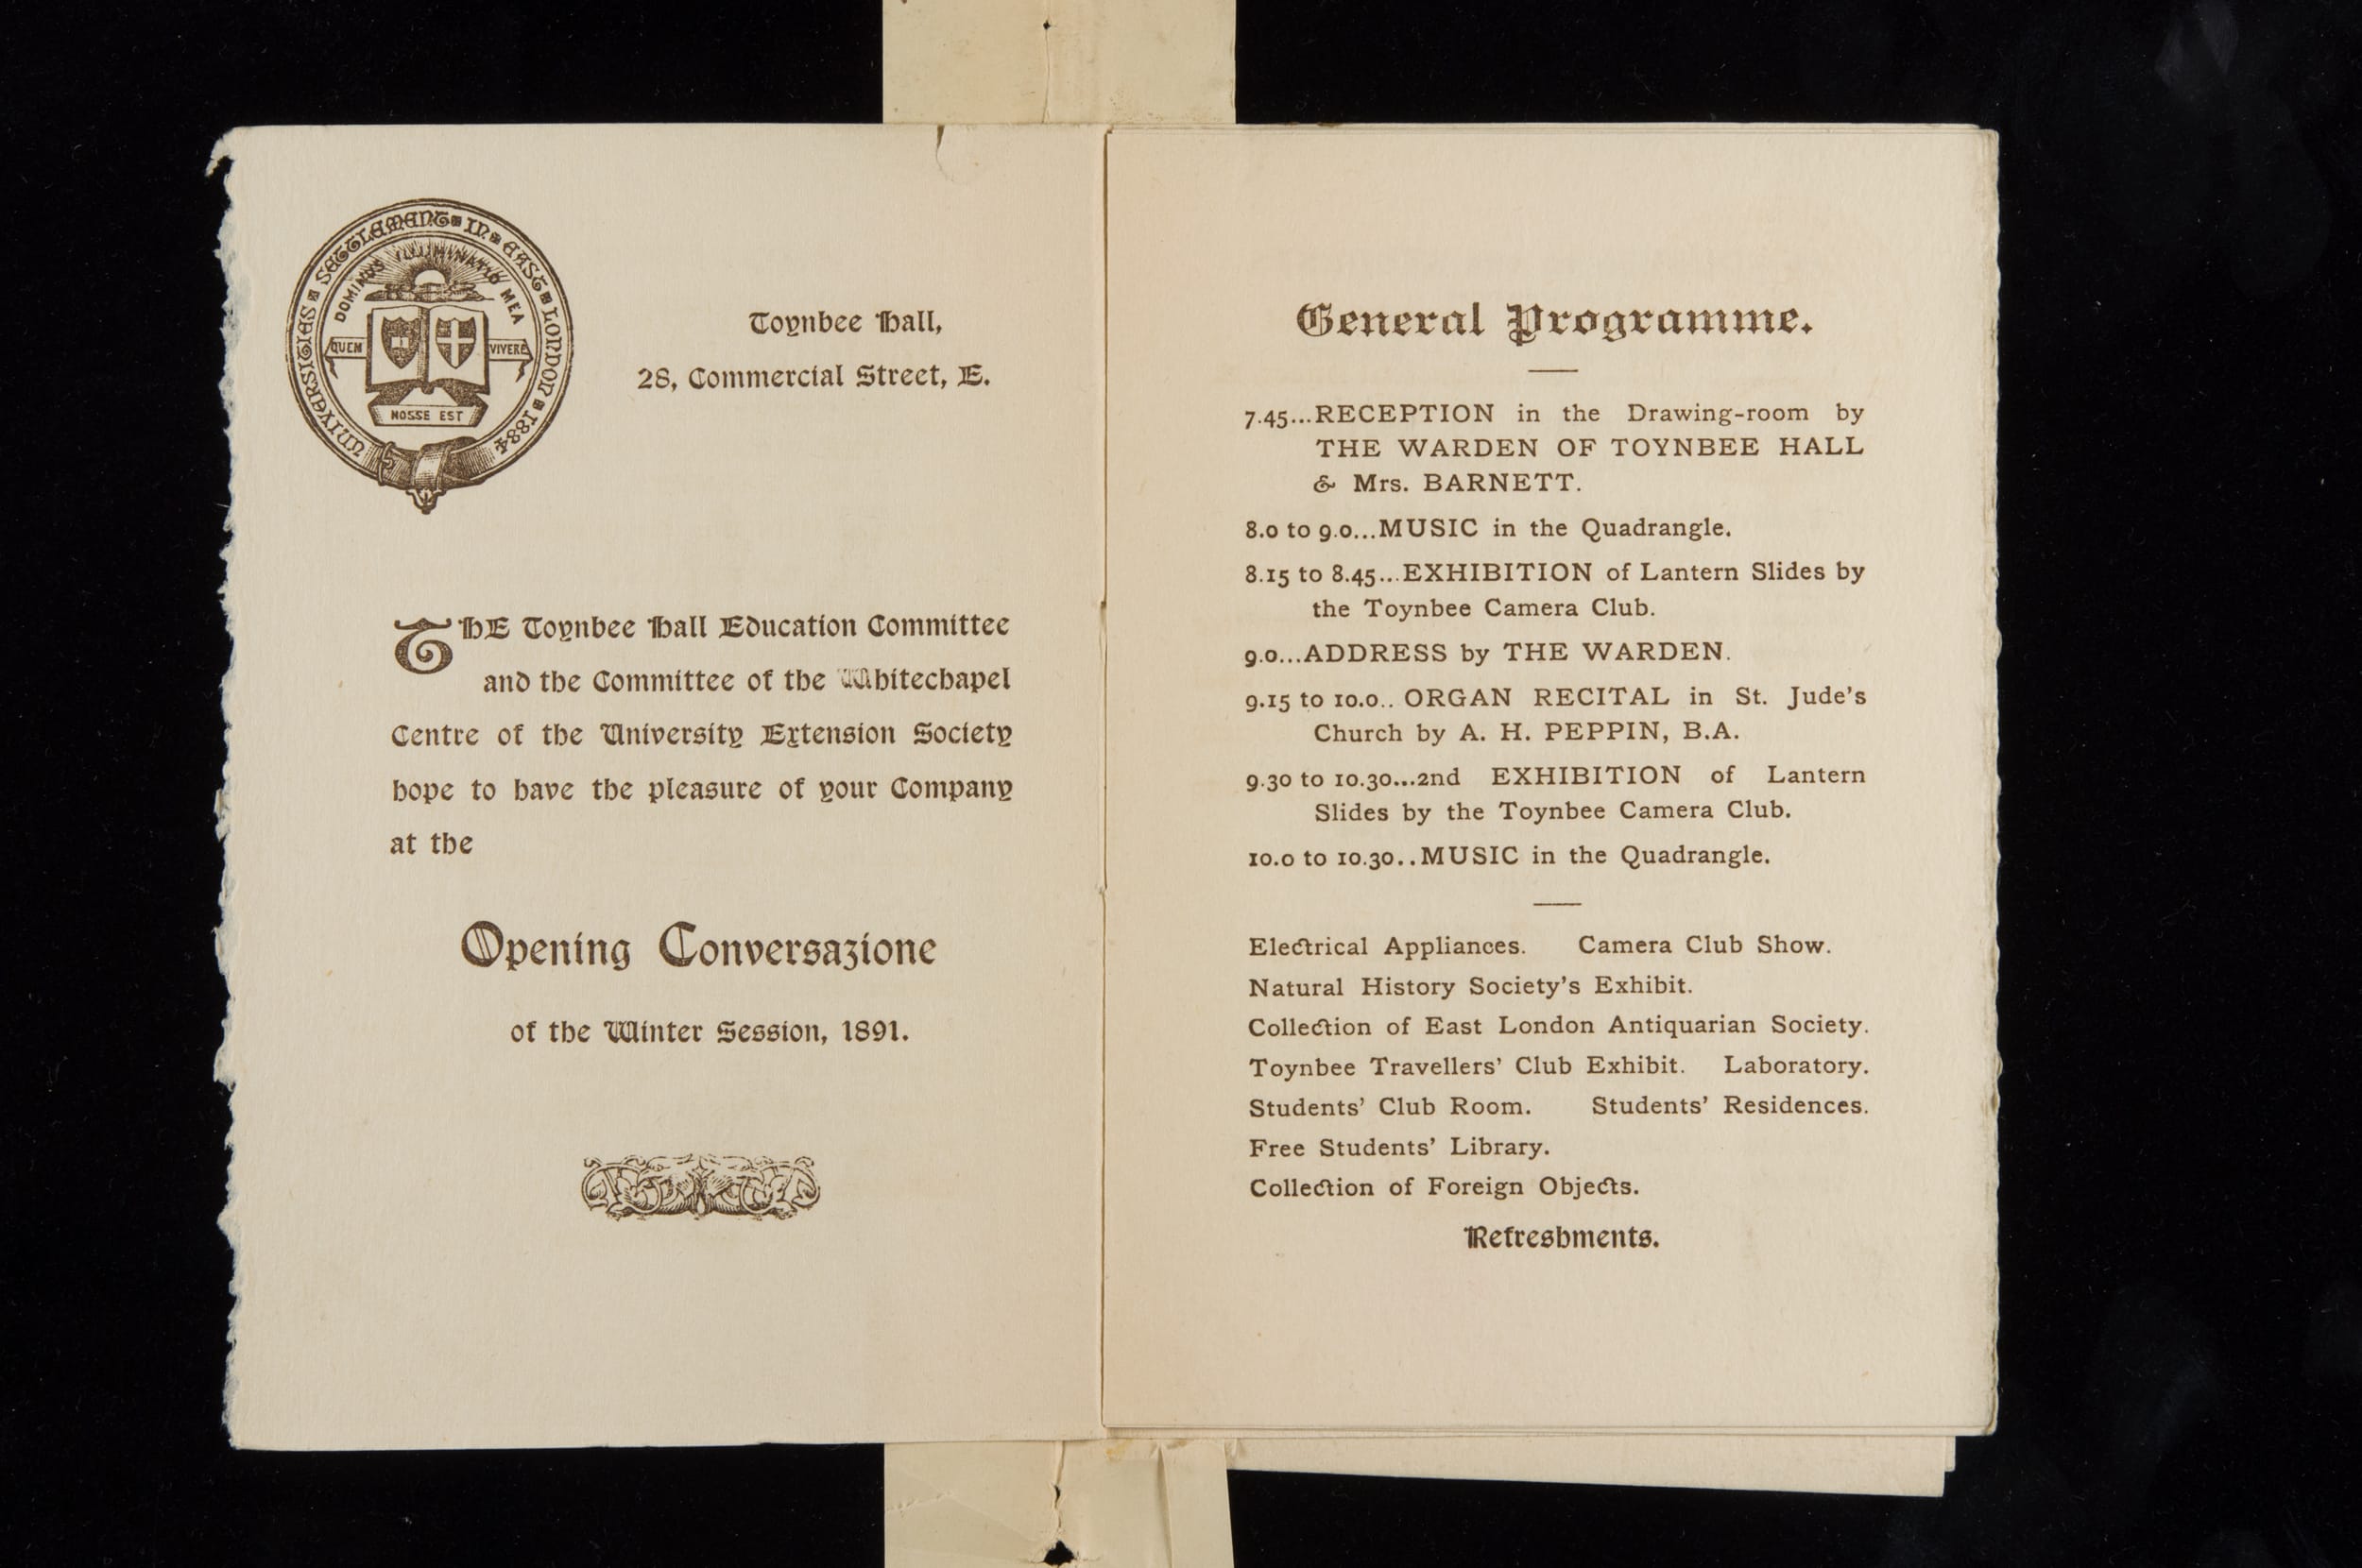 UNIVERSITIES SETTLEMENT IN EAST LONDON 1884
DOMINUS ILLUMINATIO MEA
QUEM VIVERE
NOSSE EST
Toynbee Hall,
28, Commercial Street, E.
THE Toynbee Hall Education Committee
and the Committee of the Whitechapel
Centre of the University Extension Society
hope to have the pleasure of your Company
at the
Opening Conversazione
of the Winter Session, 1891.
General Programme.
7.45...RECEPTION in the Drawing-room by
THE WARDEN OF TOYNBEE HALL
& Mrs. BARNETT.
8.0 to 9.0...MUSIC in the Quadrangle.
8.15 to 8.45...EXHIBITION of Lantern Slides by
the Toynbee Camera Club.
9.0...ADDRESS by THE WARDEN.
9.15 to 10.0.. ORGAN RECITAL in St. Jude's
Church by A. H. PEPPIN, B.A.
9.30 to 10.30...2nd EXHIBITION of Lantern
Slides by the Toynbee Camera Club.
10.0 to 10.30..MUSIC in the Quadrangle.
Electrical Appliances. Camera Club Show.
Natural History Society's Exhibit.
Collection of East London Antiquarian Society.
Toynbee Travellers' Club Exhibit. Laboratory.
Students' Club Room. Students' Residences.
Free Students' Library.
Collection of Foreign Objects.
Refreshments.